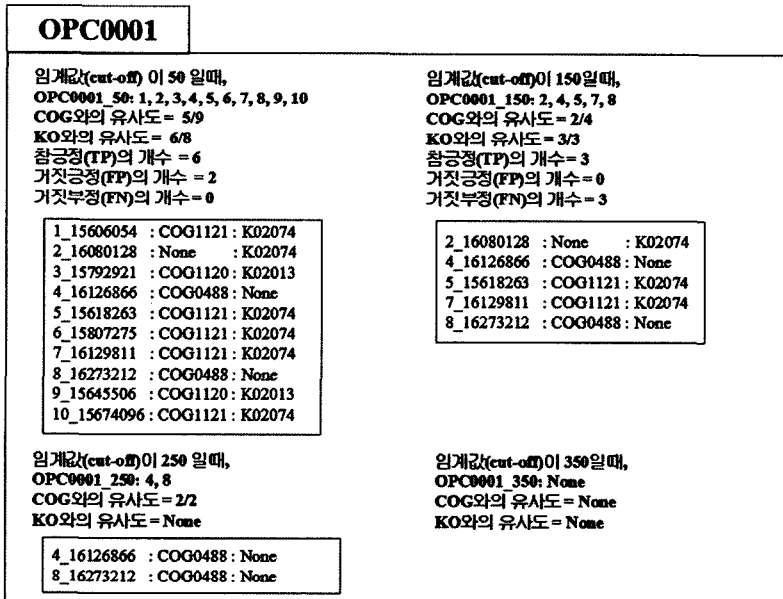 OPC0001
임계값(cut-off) 이 50 일때,
OPC0001_50: 1, 2, 3, 4, 5, 6, 7, 8, 9, 10
COG와의 유사도 = 5/9
KO와의 유사도 = 6/8
참긍정(TP)의 개수 = 6
거짓긍정(FP)의 개수 = 2
거짓부정(FN)의 개수 = 0
1_15606054 : COG1121 : K02074
2_16080128 : None : K02074
3_15792921 : COG1120 : K02013
4_16126866 : COG0488 : None
5_15618263 : COG1121 : K02074
6_15807275 : COG1121 : K02074
7_16129811 : COG1121 : K02074
8_16273212 : COG0488 : None
9_15645506 : COG1120 : K02013
10_15674096 : COG1121 : K02074
임계값(cut-off)이 150일때,
OPC0001_150: 2, 4, 5, 7, 8
COG와의 유사도 = 2/4
KO와의 유사도 = 3/3
참긍정(TP)의 개수 = 3
거짓긍정(FP)의 개수 = 0
거짓부정(FN)의 개수 = 3
2_16080128 : None : K02074
4_16126866 : COG0488 : None
5_15618263 : COG1121 : K02074
7_16129811 : COG1121 : K02074
8_16273212 : COG0488 : None
임계값(cut-off)이 250 일때,
OPC0001_250: 4, 8
COG와의 유사도 = 2/2
KO와의 유사도 = None
4_16126866 : COG0488 : None
8_16273212 : COG0488 : None
임계값(cut-off)이 350일때,
OPC0001_350: None
COG와의 유사도 = None
KO와의 유사도 = None